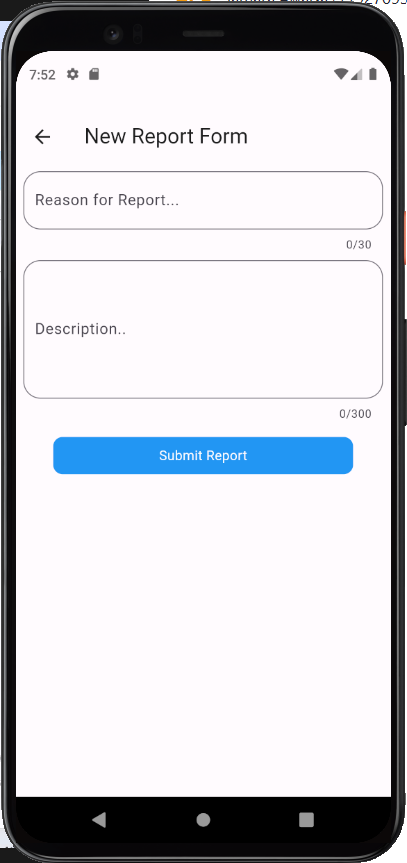 7:52
New Report Form
Reason for Report...
0/30
Description..
0/300
Submit Report